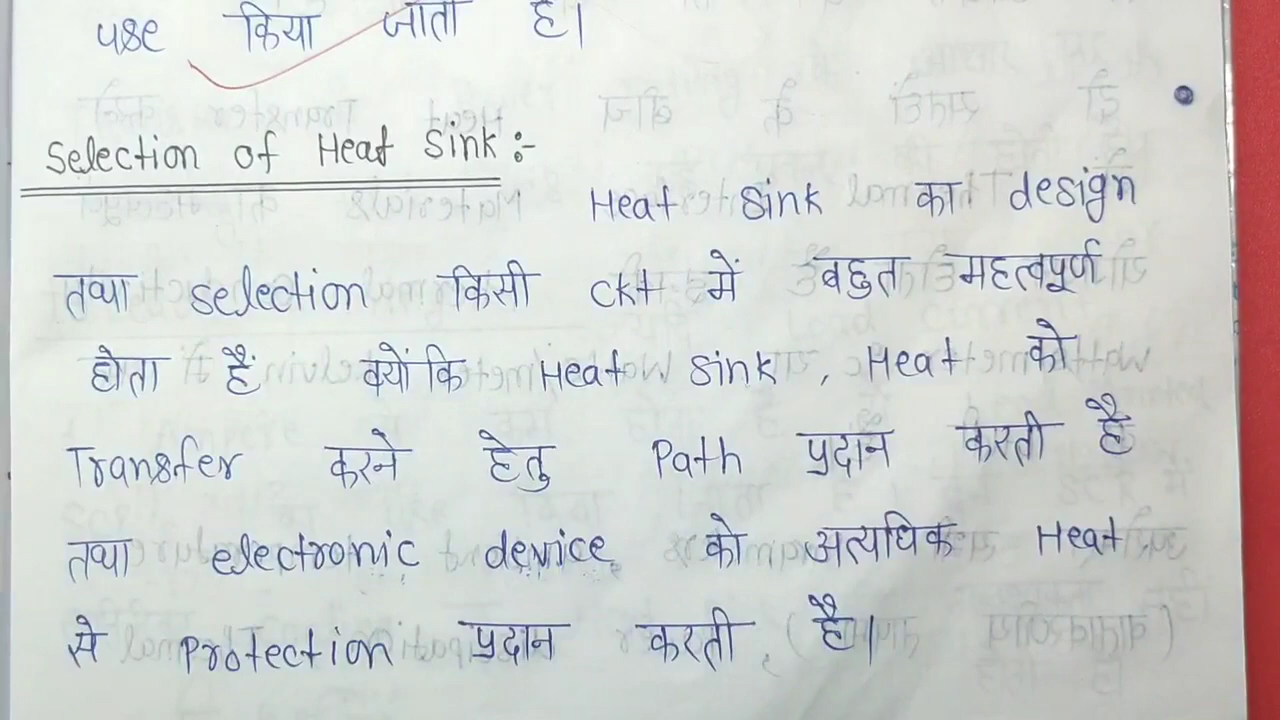 use किया जाता है।
Selection of Heat Sink :-
Heat sink का design
तथा selection किसी ckt में बहुत महत्वपूर्ण
होता हैं क्योंकि Heat sink, Heat को
Transfer करने हेतु Path प्रदान करती है
तथा electronic device को अत्यधिक Heat
से Protection प्रदान करती है।